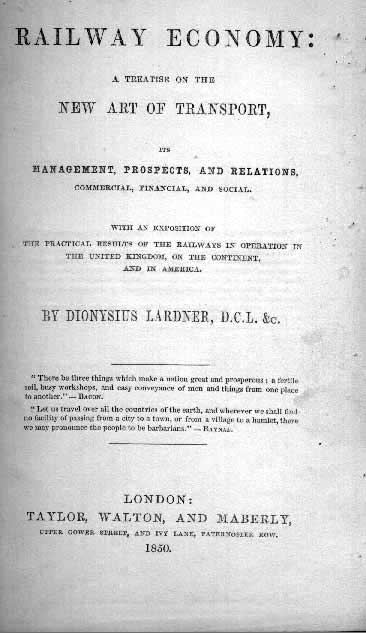 RAILWAY ECONOMY:
A TREATISE ON THE
NEW ART OF TRANSPORT,
ITS
MANAGEMENT, PROSPECTS, AND RELATIONS,
COMMERCIAL, FINANCIAL, AND SOCIAL.
WITH AN EXPOSITION OF
THE PRACTICAL RESULTS OF THE RAILWAYS IN OPERATION IN
THE UNITED KINGDOM, ON THE CONTINENT,
AND IN AMERICA.
BY DIONYSIUS LARDNER, D.C.L. &c.
"There be three things which make a nation great and prosperous; a fertile
soil, busy workshops, and easy conveyance of men and things from one place
to another." — BACON.
"Let us travel over all the countries of the earth, and wherever we shall find
no facility of passing from a city to a town, or from a village to a hamlet, there
we may pronounce the people to be barbarians." — RAYNAL.
LONDON:
TAYLOR, WALTON, AND MABERLY,
UPPER GOWER STREET, AND IVY LANE, PATERNOSTER ROW.
1850.